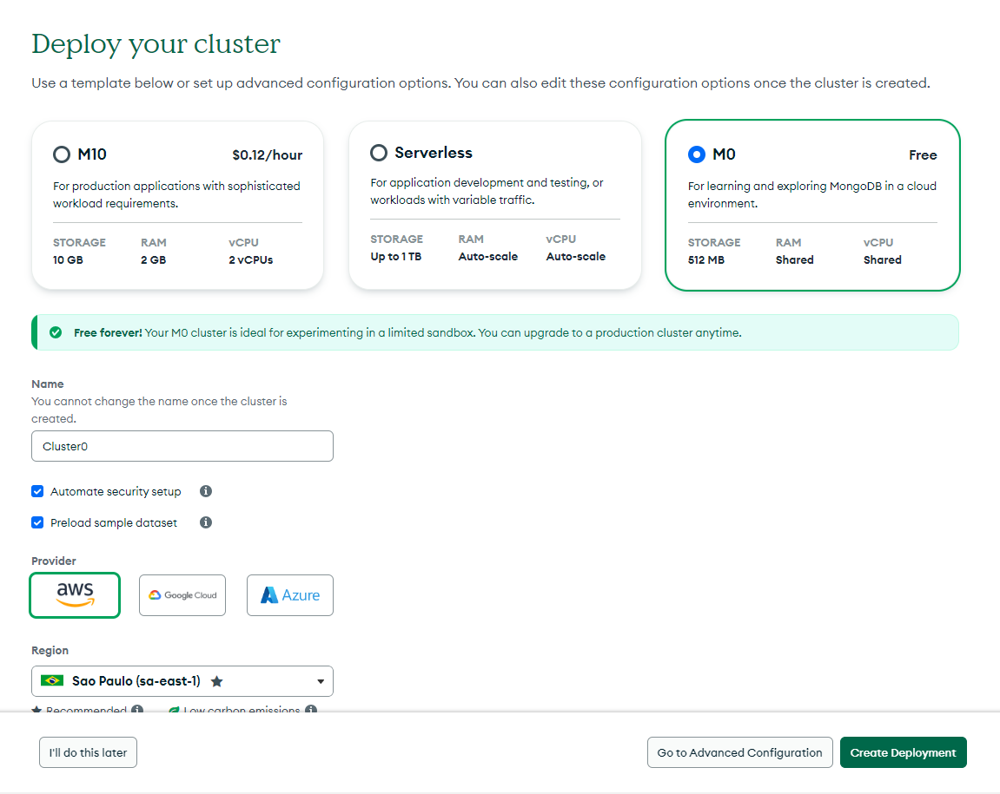 Deploy your cluster
Use a template below or set up advanced configuration options. You can also edit these configuration options once the cluster is created.
M10 $0.12/hour
For production applications with sophisticated
workload requirements.
STORAGE RAM vCPU
10 GB 2 GB 2 vCPUs
Serverless
For application development and testing, or
workloads with variable traffic.
STORAGE RAM vCPU
Up to 1 TB Auto-scale Auto-scale
M0 Free
For learning and exploring MongoDB in a cloud
environment.
STORAGE RAM vCPU
512 MB Shared Shared
Free forever! Your M0 cluster is ideal for experimenting in a limited sandbox. You can upgrade to a production cluster anytime.
Name
You cannot change the name once the cluster is
created.
Cluster0
Automate security setup
Preload sample dataset
Provider
aws Google Cloud Azure
Region
Sao Paulo (sa-east-1)
Recommended Low carbon emissions
I'll do this later Go to Advanced Configuration Create Deployment